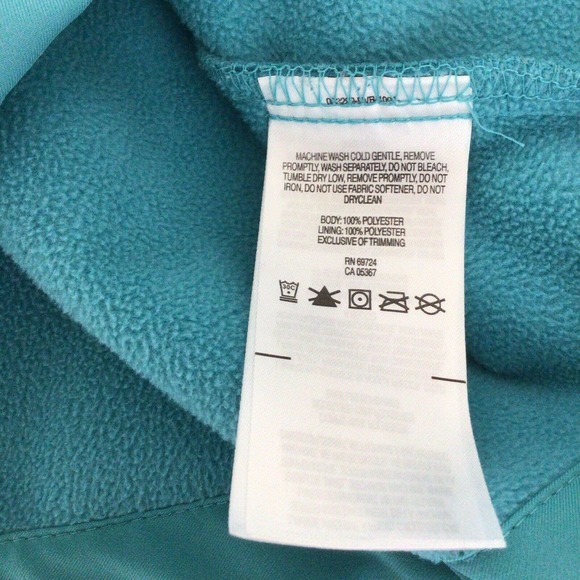 MACHINE WASH COLD GENTLE, REMOVE
PROMPTLY, WASH SEPARATELY, DO NOT BLEACH,
TUMBLE DRY LOW, REMOVE PROMPTLY, DO NOT
IRON, DO NOT USE FABRIC SOFTENER, DO NOT
DRYCLEAN
BODY: 100% POLYESTER
LINING: 100% POLYESTER
EXCLUSIVE OF TRIMMING
RN 69724
CA 05367
30C